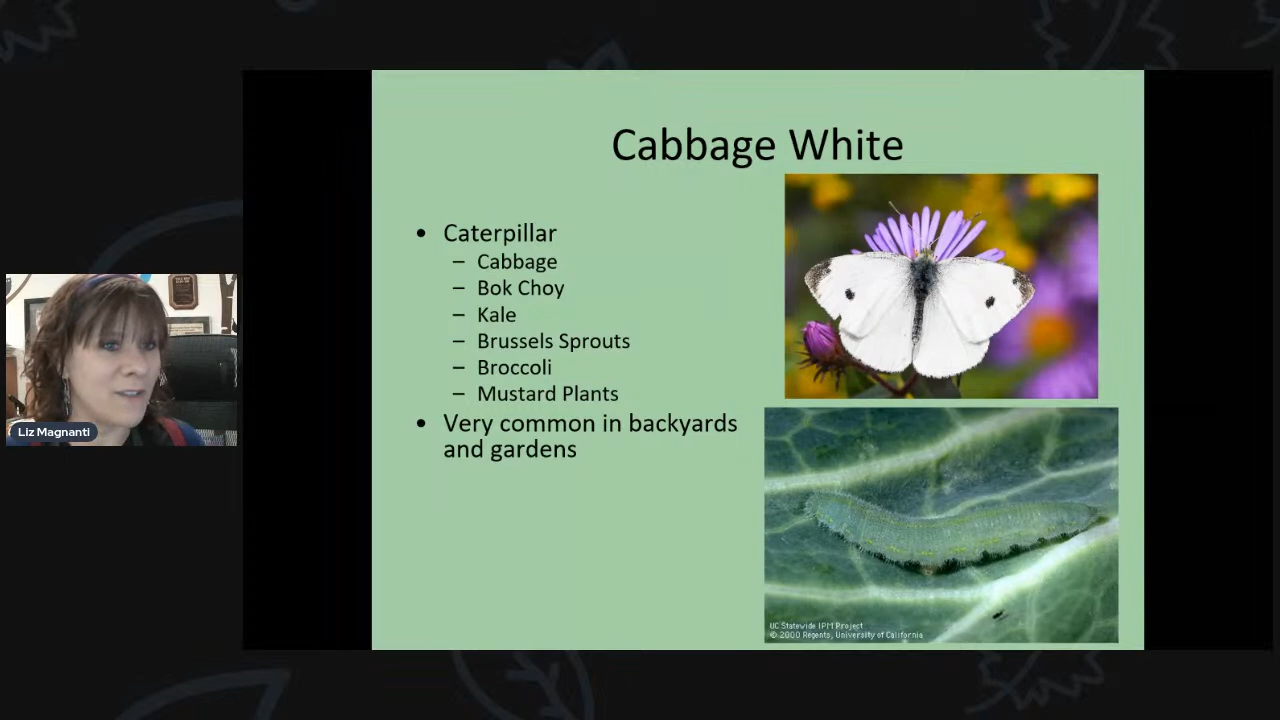 Cabbage White
• Caterpillar
– Cabbage
– Bok Choy
– Kale
– Brussels Sprouts
– Broccoli
– Mustard Plants
• Very common in backyards
and gardens
Liz Magnanti
UC Statewide IPM Project
© 2000 Regents, University of California